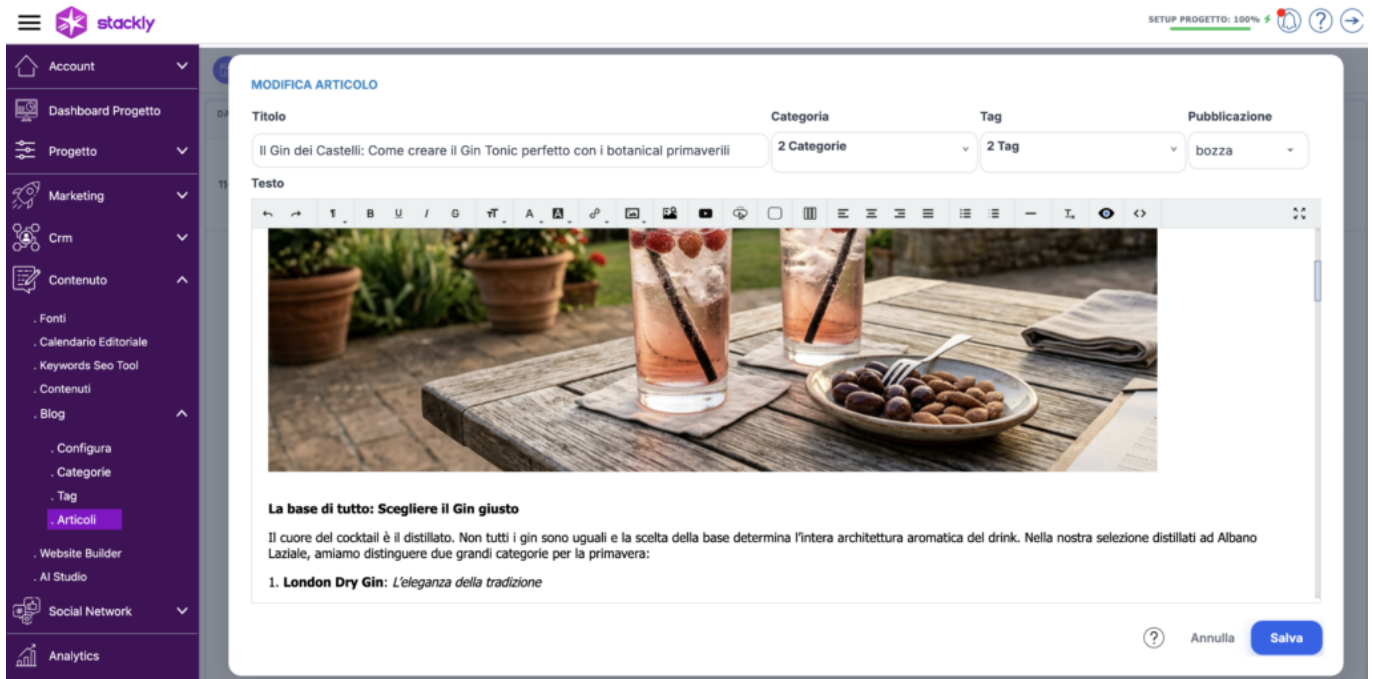 stackly
SETUP PROGETTO: 100%
Account
Dashboard Progetto
Progetto
Marketing
Crm
Contenuto
. Fonti
. Calendario Editoriale
. Keywords Seo Tool
. Contenuti
. Blog
. Configura
. Categorie
. Tag
. Articoli
. Website Builder
. AI Studio
Social Network
Analytics
DA
11
MODIFICA ARTICOLO
Titolo
Categoria
Tag
Pubblicazione
Il Gin dei Castelli: Come creare il Gin Tonic perfetto con i botanical primaverili
2 Categorie
2 Tag
bozza
Testo
La base di tutto: Scegliere il Gin giusto
Il cuore del cocktail è il distillato. Non tutti i gin sono uguali e la scelta della base determina l'intera architettura aromatica del drink. Nella nostra selezione distillati ad Albano
Laziale, amiamo distinguere due grandi categorie per la primavera:
1. London Dry Gin: L'eleganza della tradizione
Annulla
Salva